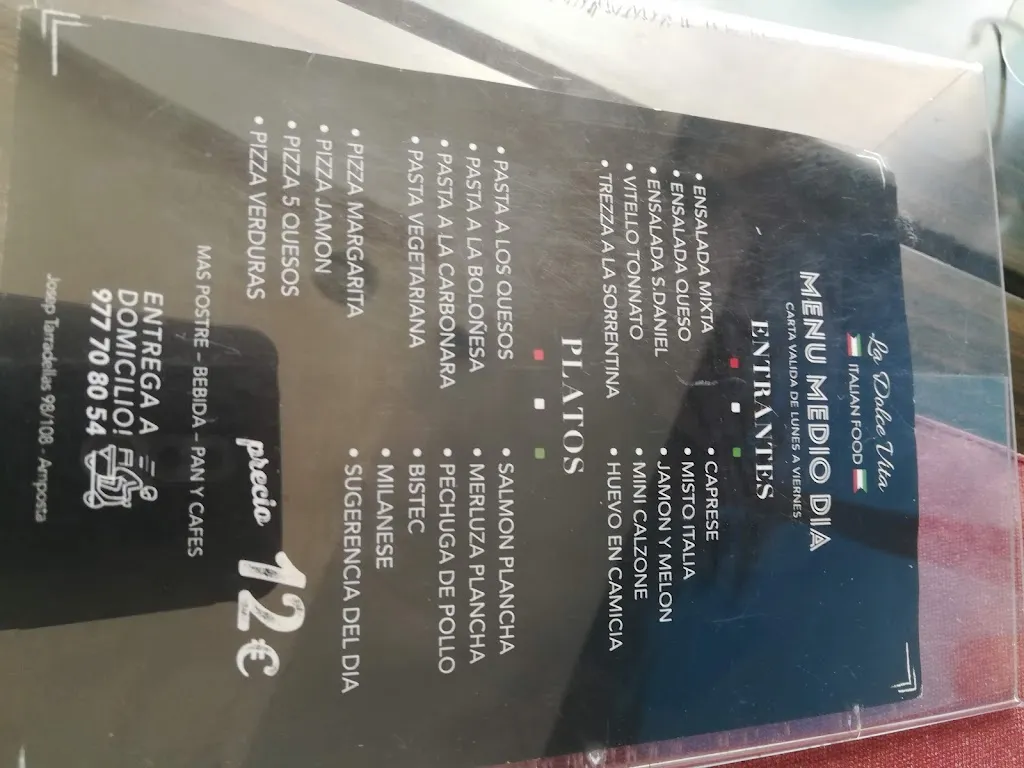 La Dolce Vita
ITALIAN FOOD
MENU MEDIO DIA
CARTA VALIDA DE LUNES A VIERNES
ENTRANTES
• ENSALADA MIXTA
• ENSALADA QUESO
• ENSALADA S.DANIEL
• VITELLO TONNATO
• TREZZA A LA SORRENTINA
• CAPRESE
• MISTO ITALIA
• JAMON Y MELON
• MINI CALZONE
• HUEVO EN CAMICIA
PLATOS
• PASTA A LOS QUESOS
• PASTA A LA BOLOÑESA
• PASTA A LA CARBONARA
• PASTA VEGETARIANA
• PIZZA MARGARITA
• PIZZA JAMON
• PIZZA 5 QUESOS
• PIZZA VERDURAS
• SALMON PLANCHA
• MERLUZA PLANCHA
• PECHUGA DE POLLO
• BISTEC
• MILANESE
• SUGERENCIA DEL DIA
precio 12€
MAS POSTRE – BEBIDA – PAN Y CAFES
ENTREGA A
DOMICILIO!
977 70 80 54
Josep Tarradellas 98/108 - Amposta